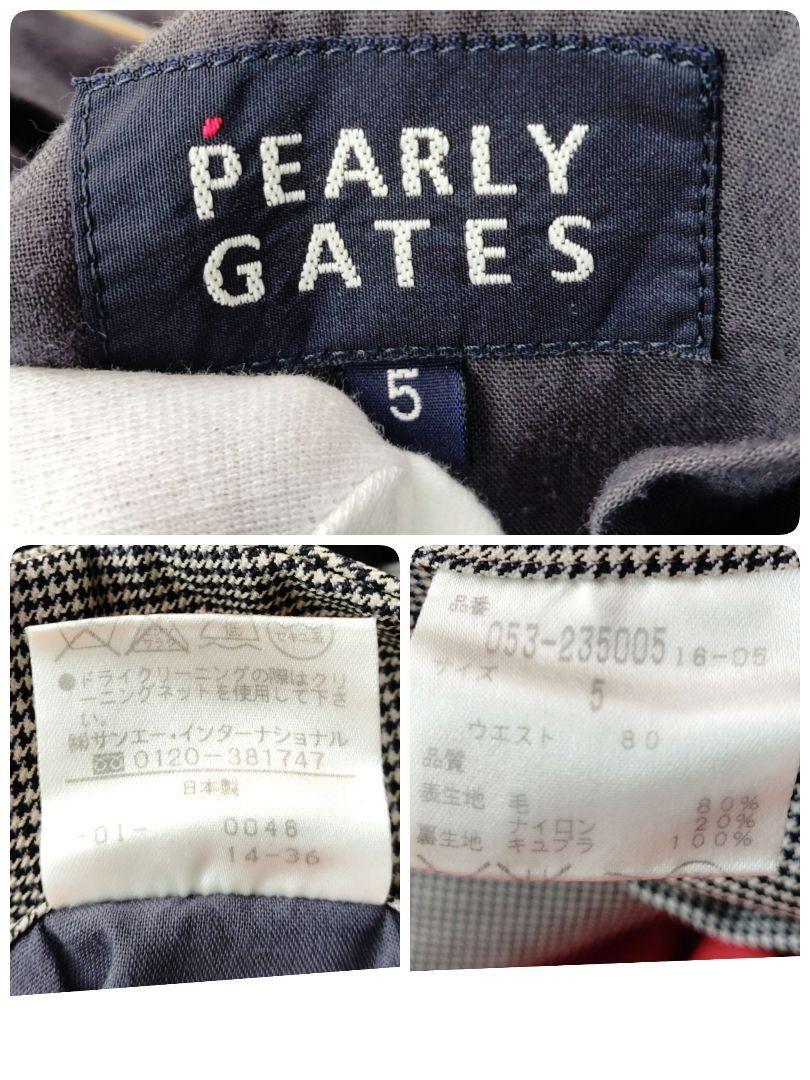 PEARLY
GATES
5
●ドライクリーニングの際はクリ
ーニングネットを使用して下さ
い。
㈱サンエー・インターナショナル
0120-381747
日本製
-01- 0046
14-36
品番
053-235005 16-05
サイズ
5
ウエスト 80
品質
表生地 毛 80%
ナイロン 20%
裏生地 キュプラ 100%